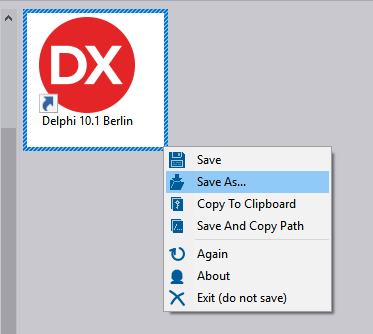 DX
Delphi 10.1 Berlin
Save
Save As...
Copy To Clipboard
Save And Copy Path
Again
About
Exit (do not save)